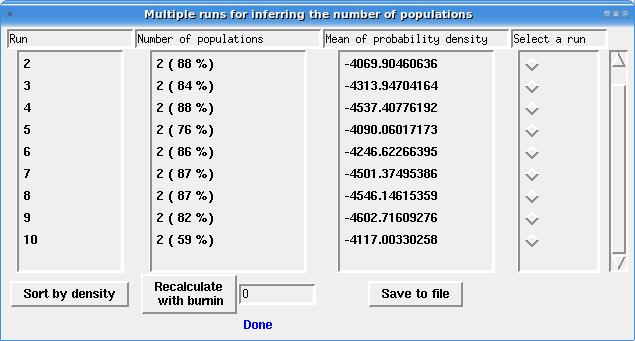 Multiple runs for inferring the number of populations
Run Number of populations Mean of probability density Select a run
2 2 ( 88 %) -4069.90460636
3 2 ( 84 %) -4313.94704164
4 2 ( 88 %) -4537.40776192
5 2 ( 76 %) -4090.06017173
6 2 ( 86 %) -4246.62266395
7 2 ( 87 %) -4501.37495386
8 2 ( 87 %) -4546.14615359
9 2 ( 82 %) -4602.71609276
10 2 ( 59 %) -4117.00330258
Sort by density
Recalculate
with burnin
0
Save to file
Done